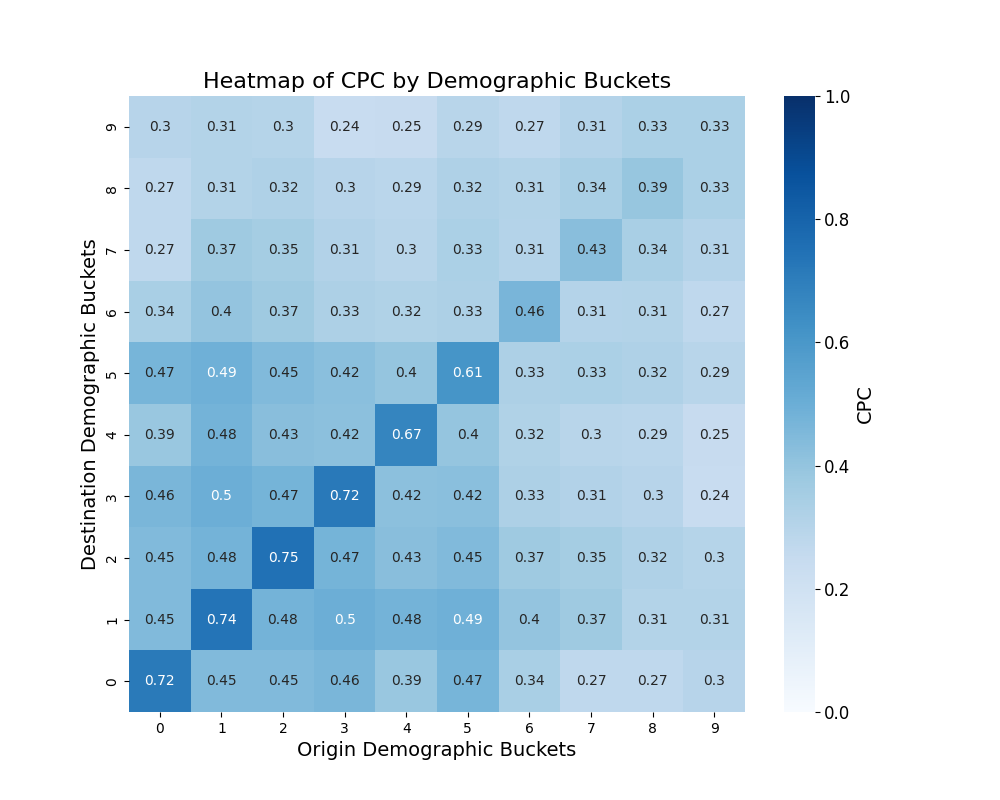 Heatmap of CPC by Demographic Buckets
9 0.3 0.31 0.3 0.24 0.25 0.29 0.27 0.31 0.33 0.33
8 0.27 0.31 0.32 0.3 0.29 0.32 0.31 0.34 0.39 0.33
7 0.27 0.37 0.35 0.31 0.3 0.33 0.31 0.43 0.34 0.31
6 0.34 0.4 0.37 0.33 0.32 0.33 0.46 0.31 0.31 0.27
5 0.47 0.49 0.45 0.42 0.4 0.61 0.33 0.33 0.32 0.29
4 0.39 0.48 0.43 0.42 0.67 0.4 0.32 0.3 0.29 0.25
3 0.46 0.5 0.47 0.72 0.42 0.42 0.33 0.31 0.3 0.24
2 0.45 0.48 0.75 0.47 0.43 0.45 0.37 0.35 0.32 0.3
1 0.45 0.74 0.48 0.5 0.48 0.49 0.4 0.37 0.31 0.31
0 0.72 0.45 0.45 0.46 0.39 0.47 0.34 0.27 0.27 0.3
0 1 2 3 4 5 6 7 8 9
Origin Demographic Buckets
Destination Demographic Buckets
1.0
0.8
0.6
0.4
0.2
0.0
CPC